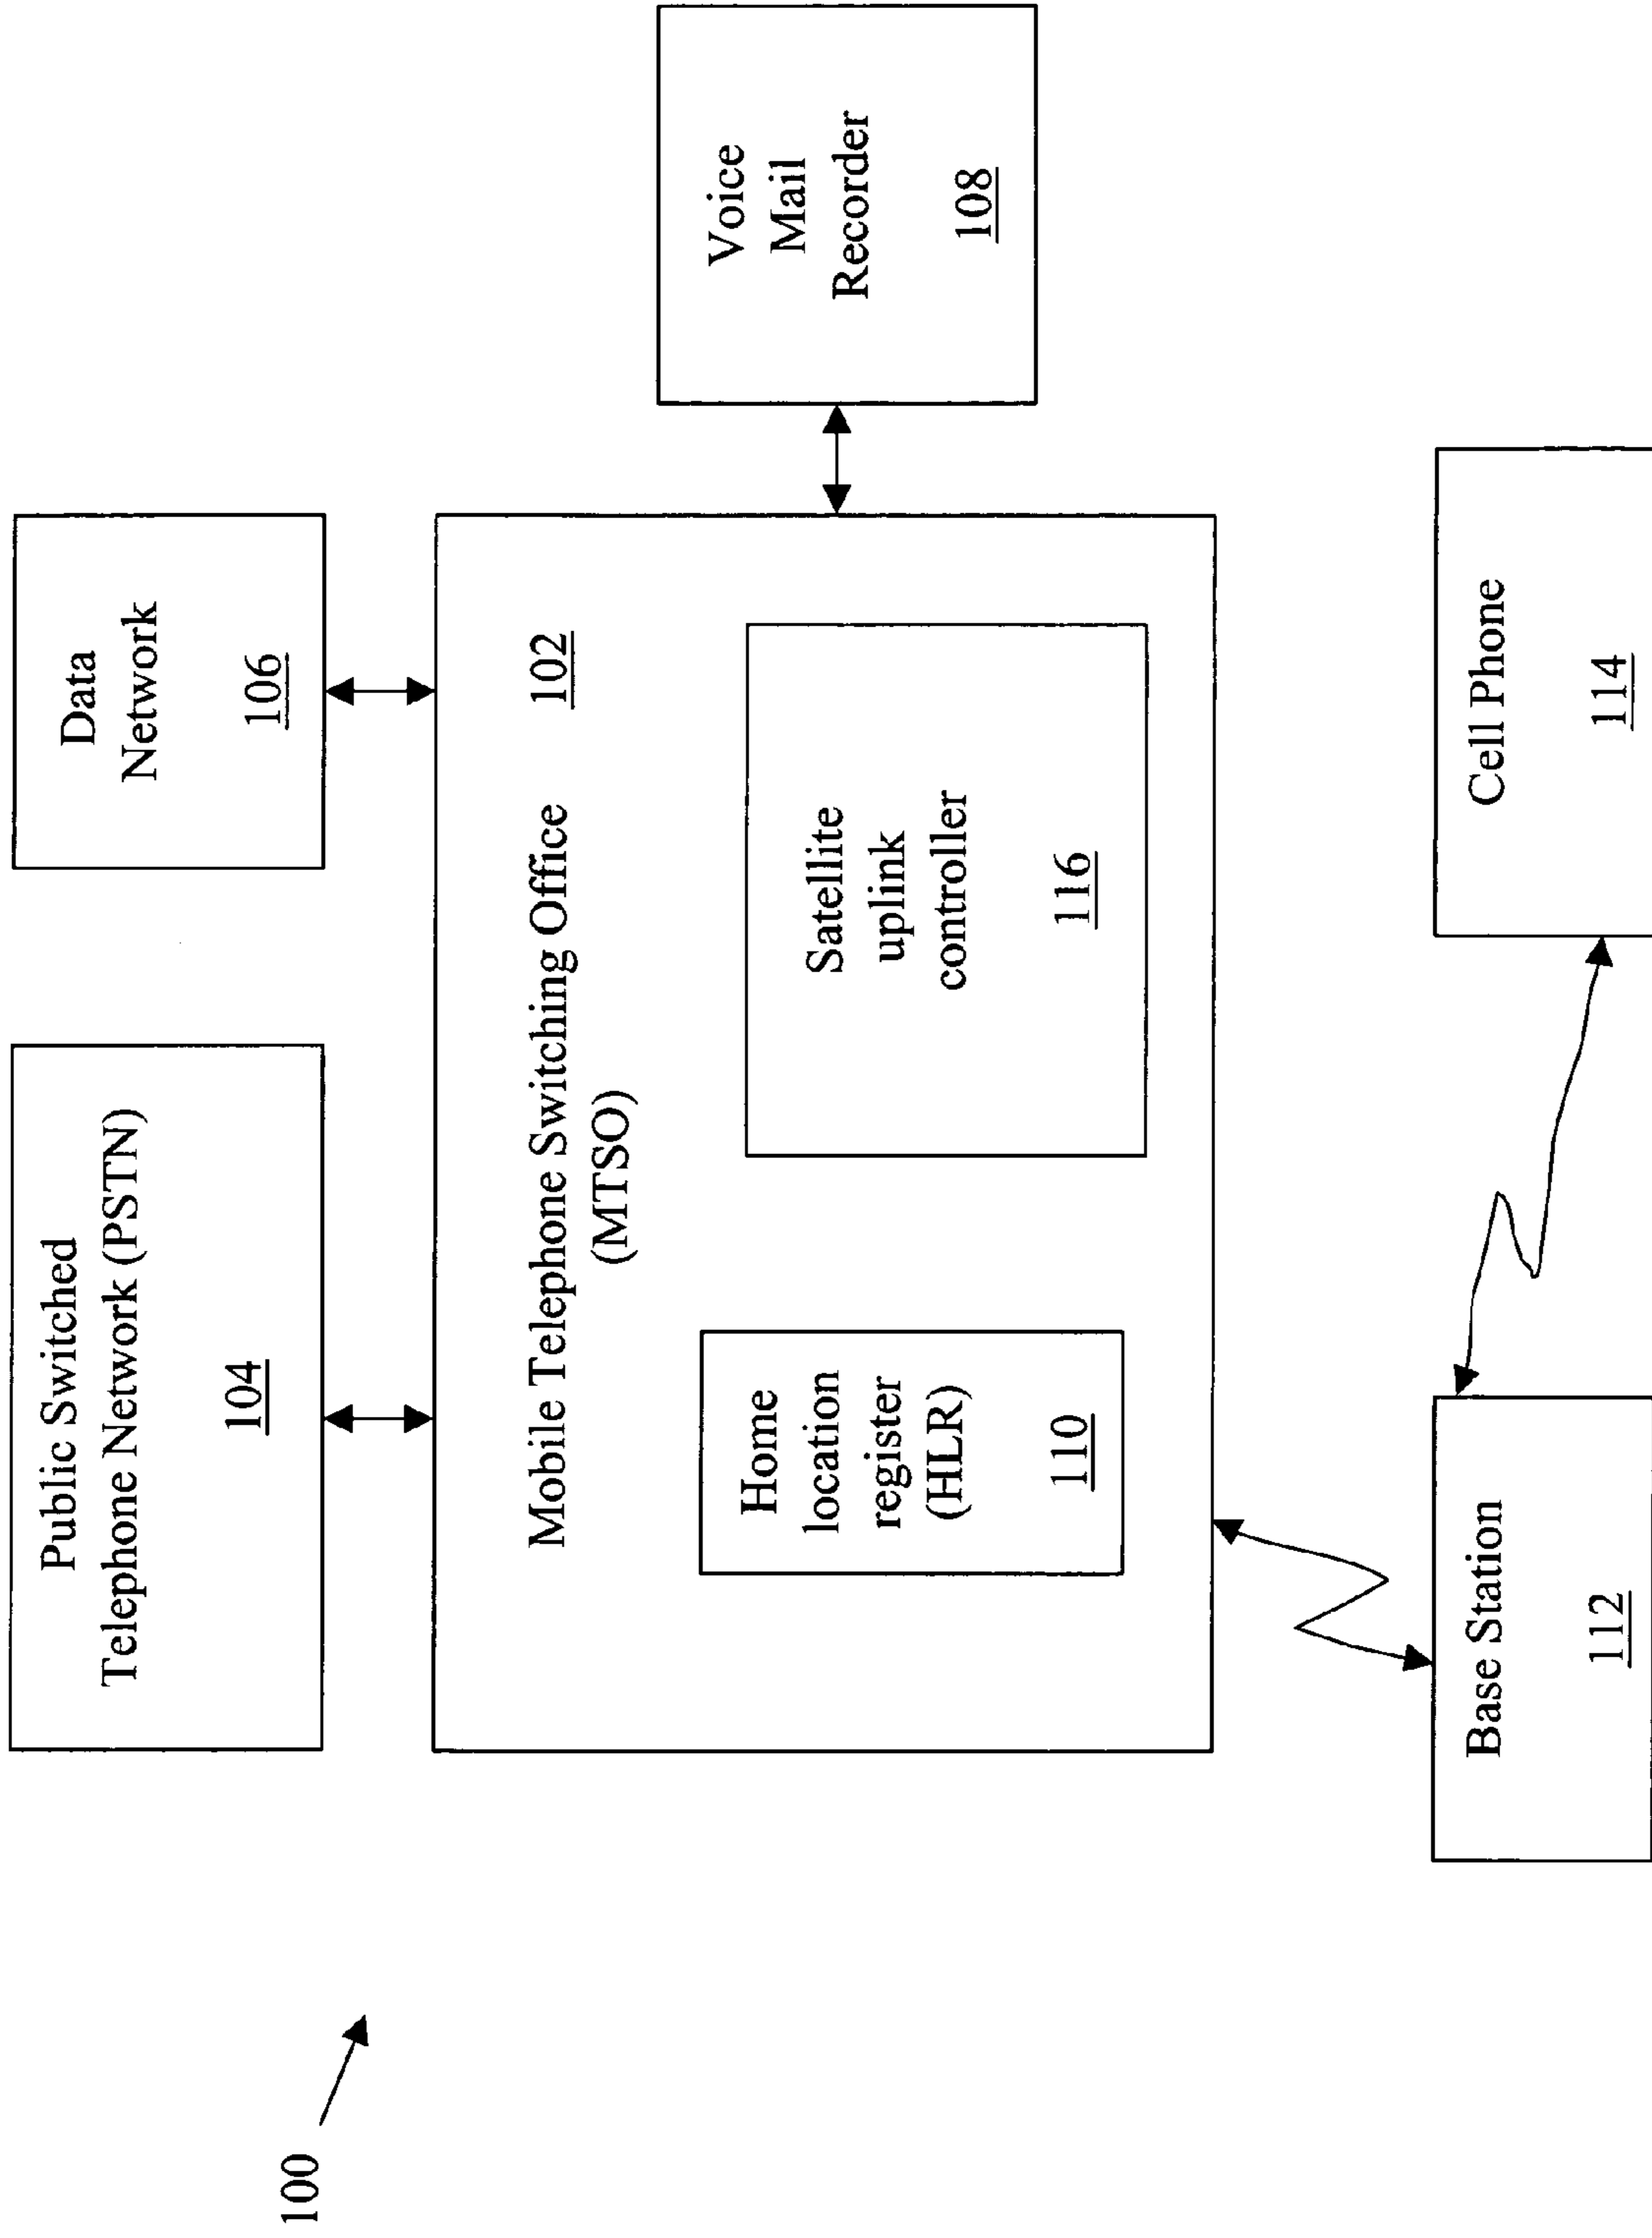 100
Public Switched
Telephone Network (PSTN)
104
Data
Network
106
Mobile Telephone Switching Office
(MTSO)
102
Home
location
register
(HLR)
110
Satellite
uplink
controller
116
Voice
Mail
Recorder
108
Base Station
112
Cell Phone
114